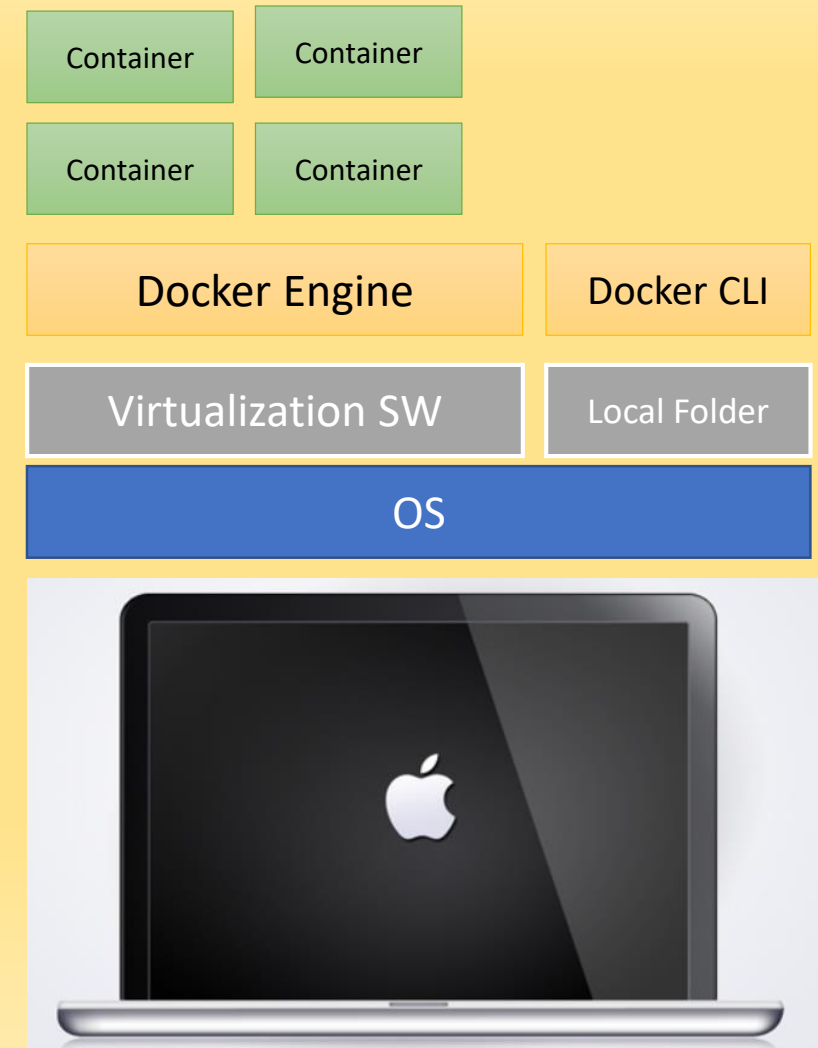 Container
Container
Container
Container
Docker Engine
Docker CLI
Virtualization SW
Local Folder
OS